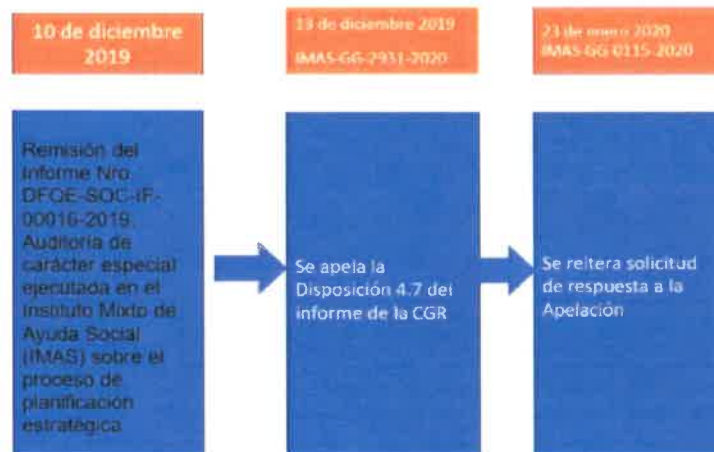 10 de diciembre
2019
13 de diciembre 2019
IMAS-GG-2931-2020
23 de enero 2020
IMAS-GG-0115-2020
Remisión del
Informe Nro.
DFOE-SOC-IF-
00016-2019.
Auditoría de
carácter especial
ejecutada en el
Instituto Mixto de
Ayuda Social
(IMAS) sobre el
proceso de
planificación
estratégica
Se apela la
Disposición 4.7 del
informe de la CGR
Se reitera solicitud
de respuesta a la
Apelación